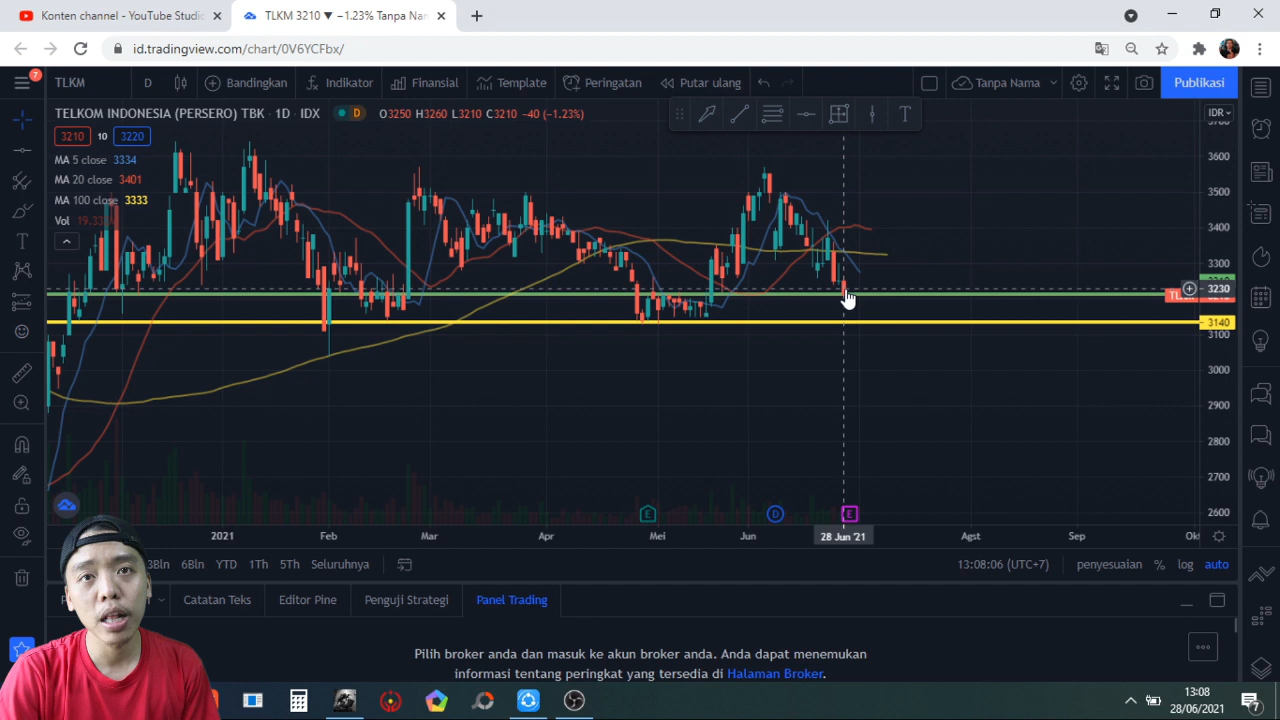 Konten channel - YouTube Studio
TLKM 3210 ▼ −1.23% Tanpa Nam
id.tradingview.com/chart/0V6YCFbx/
7
TLKM
D
Bandingkan
Indikator
Finansial
Template
Peringatan
Putar ulang
Tanpa Nama
Publikasi
TELKOM INDONESIA (PERSERO) TBK · 1D · IDX
D
O3250 H3260 L3210 C3210 −40 (−1.23%)
IDR
3210
10
3220
MA 5 close 3334
MA 20 close 3401
MA 100 close 3333
Vol
3600
3500
3400
3300
3230
3140
3100
3000
2900
2800
2700
2600
E
D
E
2021
Feb
Mar
Apr
Mei
Jun
28 Jun '21
Agst
Sep
3Bln
6Bln
YTD
1Th
5Th
Seluruhnya
13:08:06 (UTC+7)
penyesuaian
%
log
auto
Catatan Teks
Editor Pine
Penguji Strategi
Panel Trading
Pilih broker anda dan masuk ke akun broker anda. Anda dapat menemukan
informasi tentang peringkat yang tersedia di Halaman Broker.
13:08
28/06/2021
7